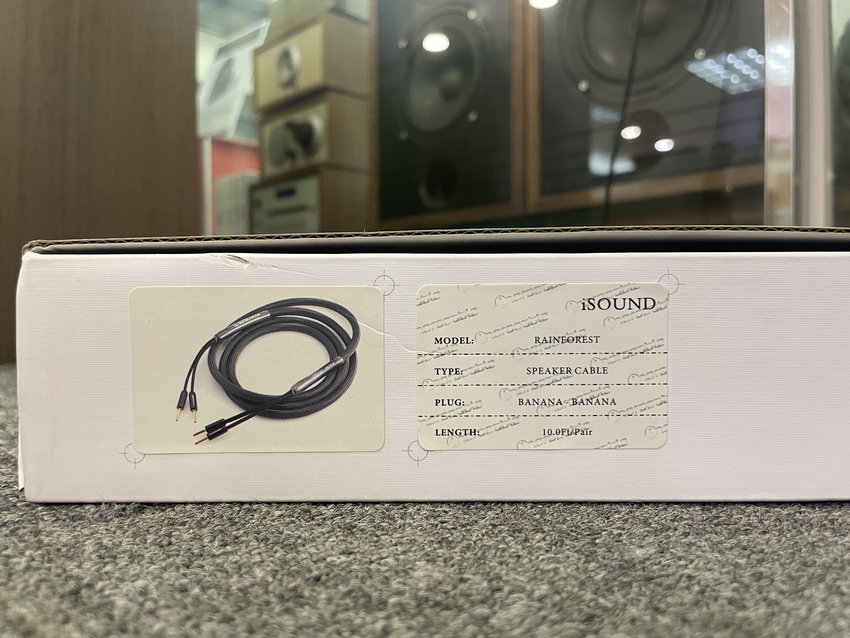 iSOUND
MODEL: RAINFOREST
TYPE: SPEAKER CABLE
PLUG: BANANA - BANANA
LENGTH: 10.0Ft/Pair